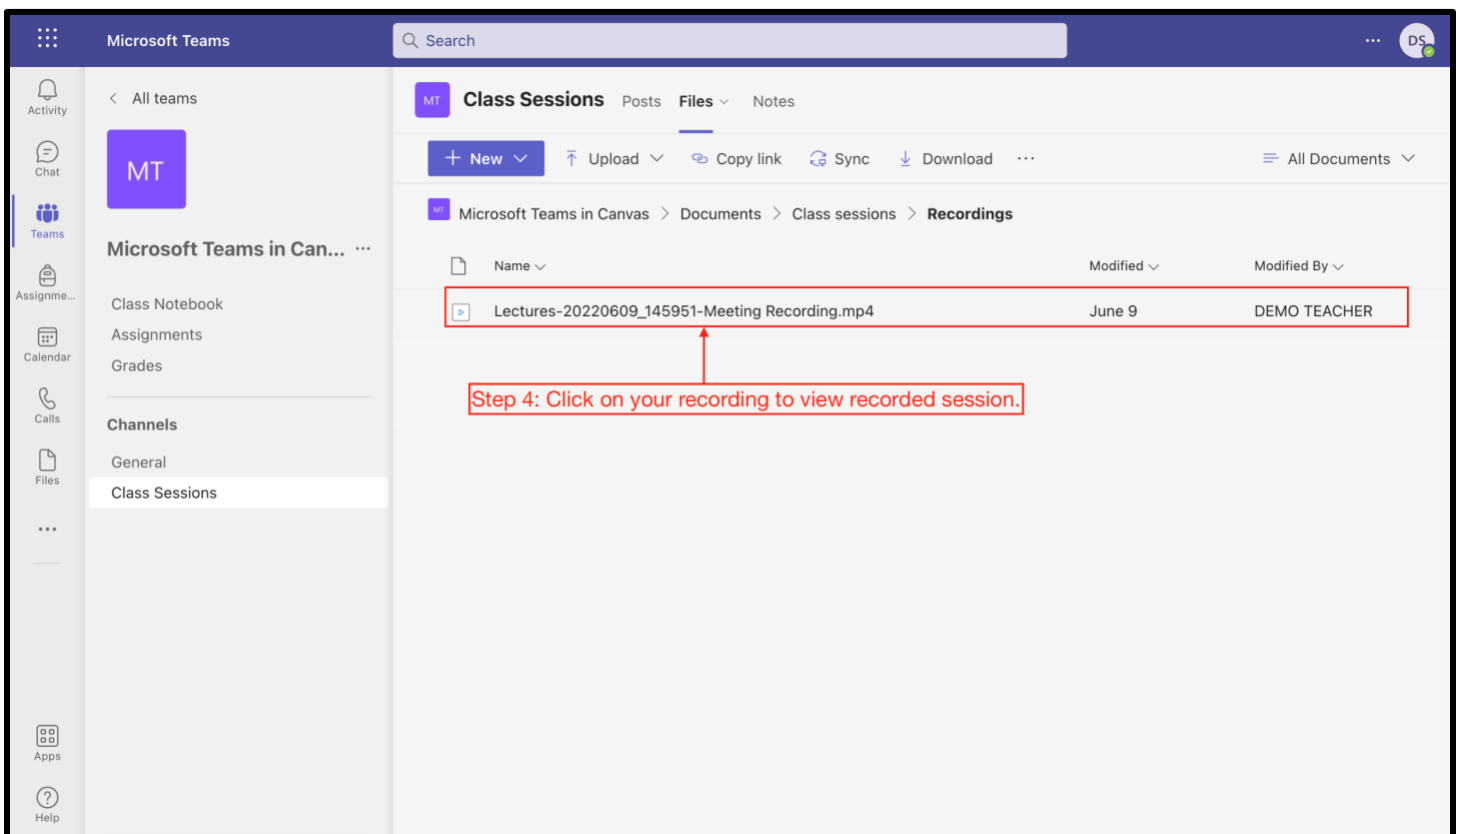 Microsoft Teams
Search
DS
Activity
Chat
Teams
Assignme...
Calendar
Calls
Files
Apps
Help
All teams
MT
Microsoft Teams in Can...
Class Notebook
Assignments
Grades
Channels
General
Class Sessions
MT Class Sessions Posts Files Notes
New Upload Copy link Sync Download All Documents
MT Microsoft Teams in Canvas > Documents > Class sessions > Recordings
Name Modified Modified By
Lectures-20220609_145951-Meeting Recording.mp4 June 9 DEMO TEACHER
Step 4: Click on your recording to view recorded session.